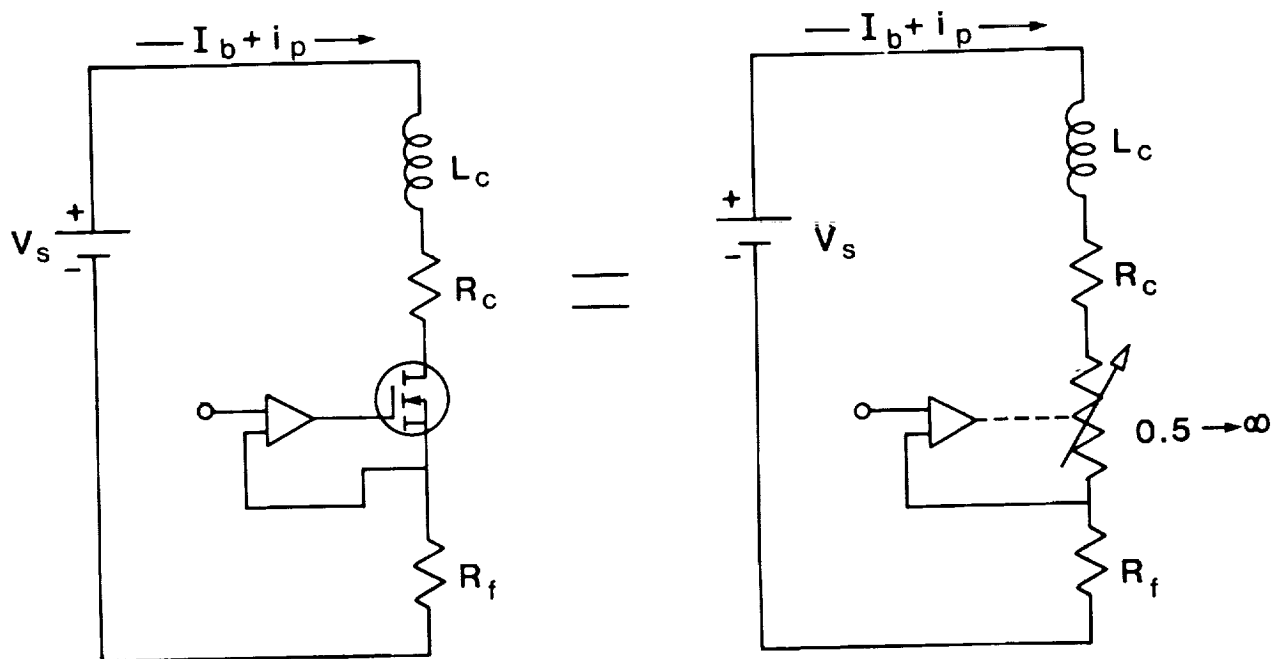 I b + i p
L c
+
V s
-
R c
R f
=
I b + i p
L c
+
V s
-
R c
0.5 → ∞
R f